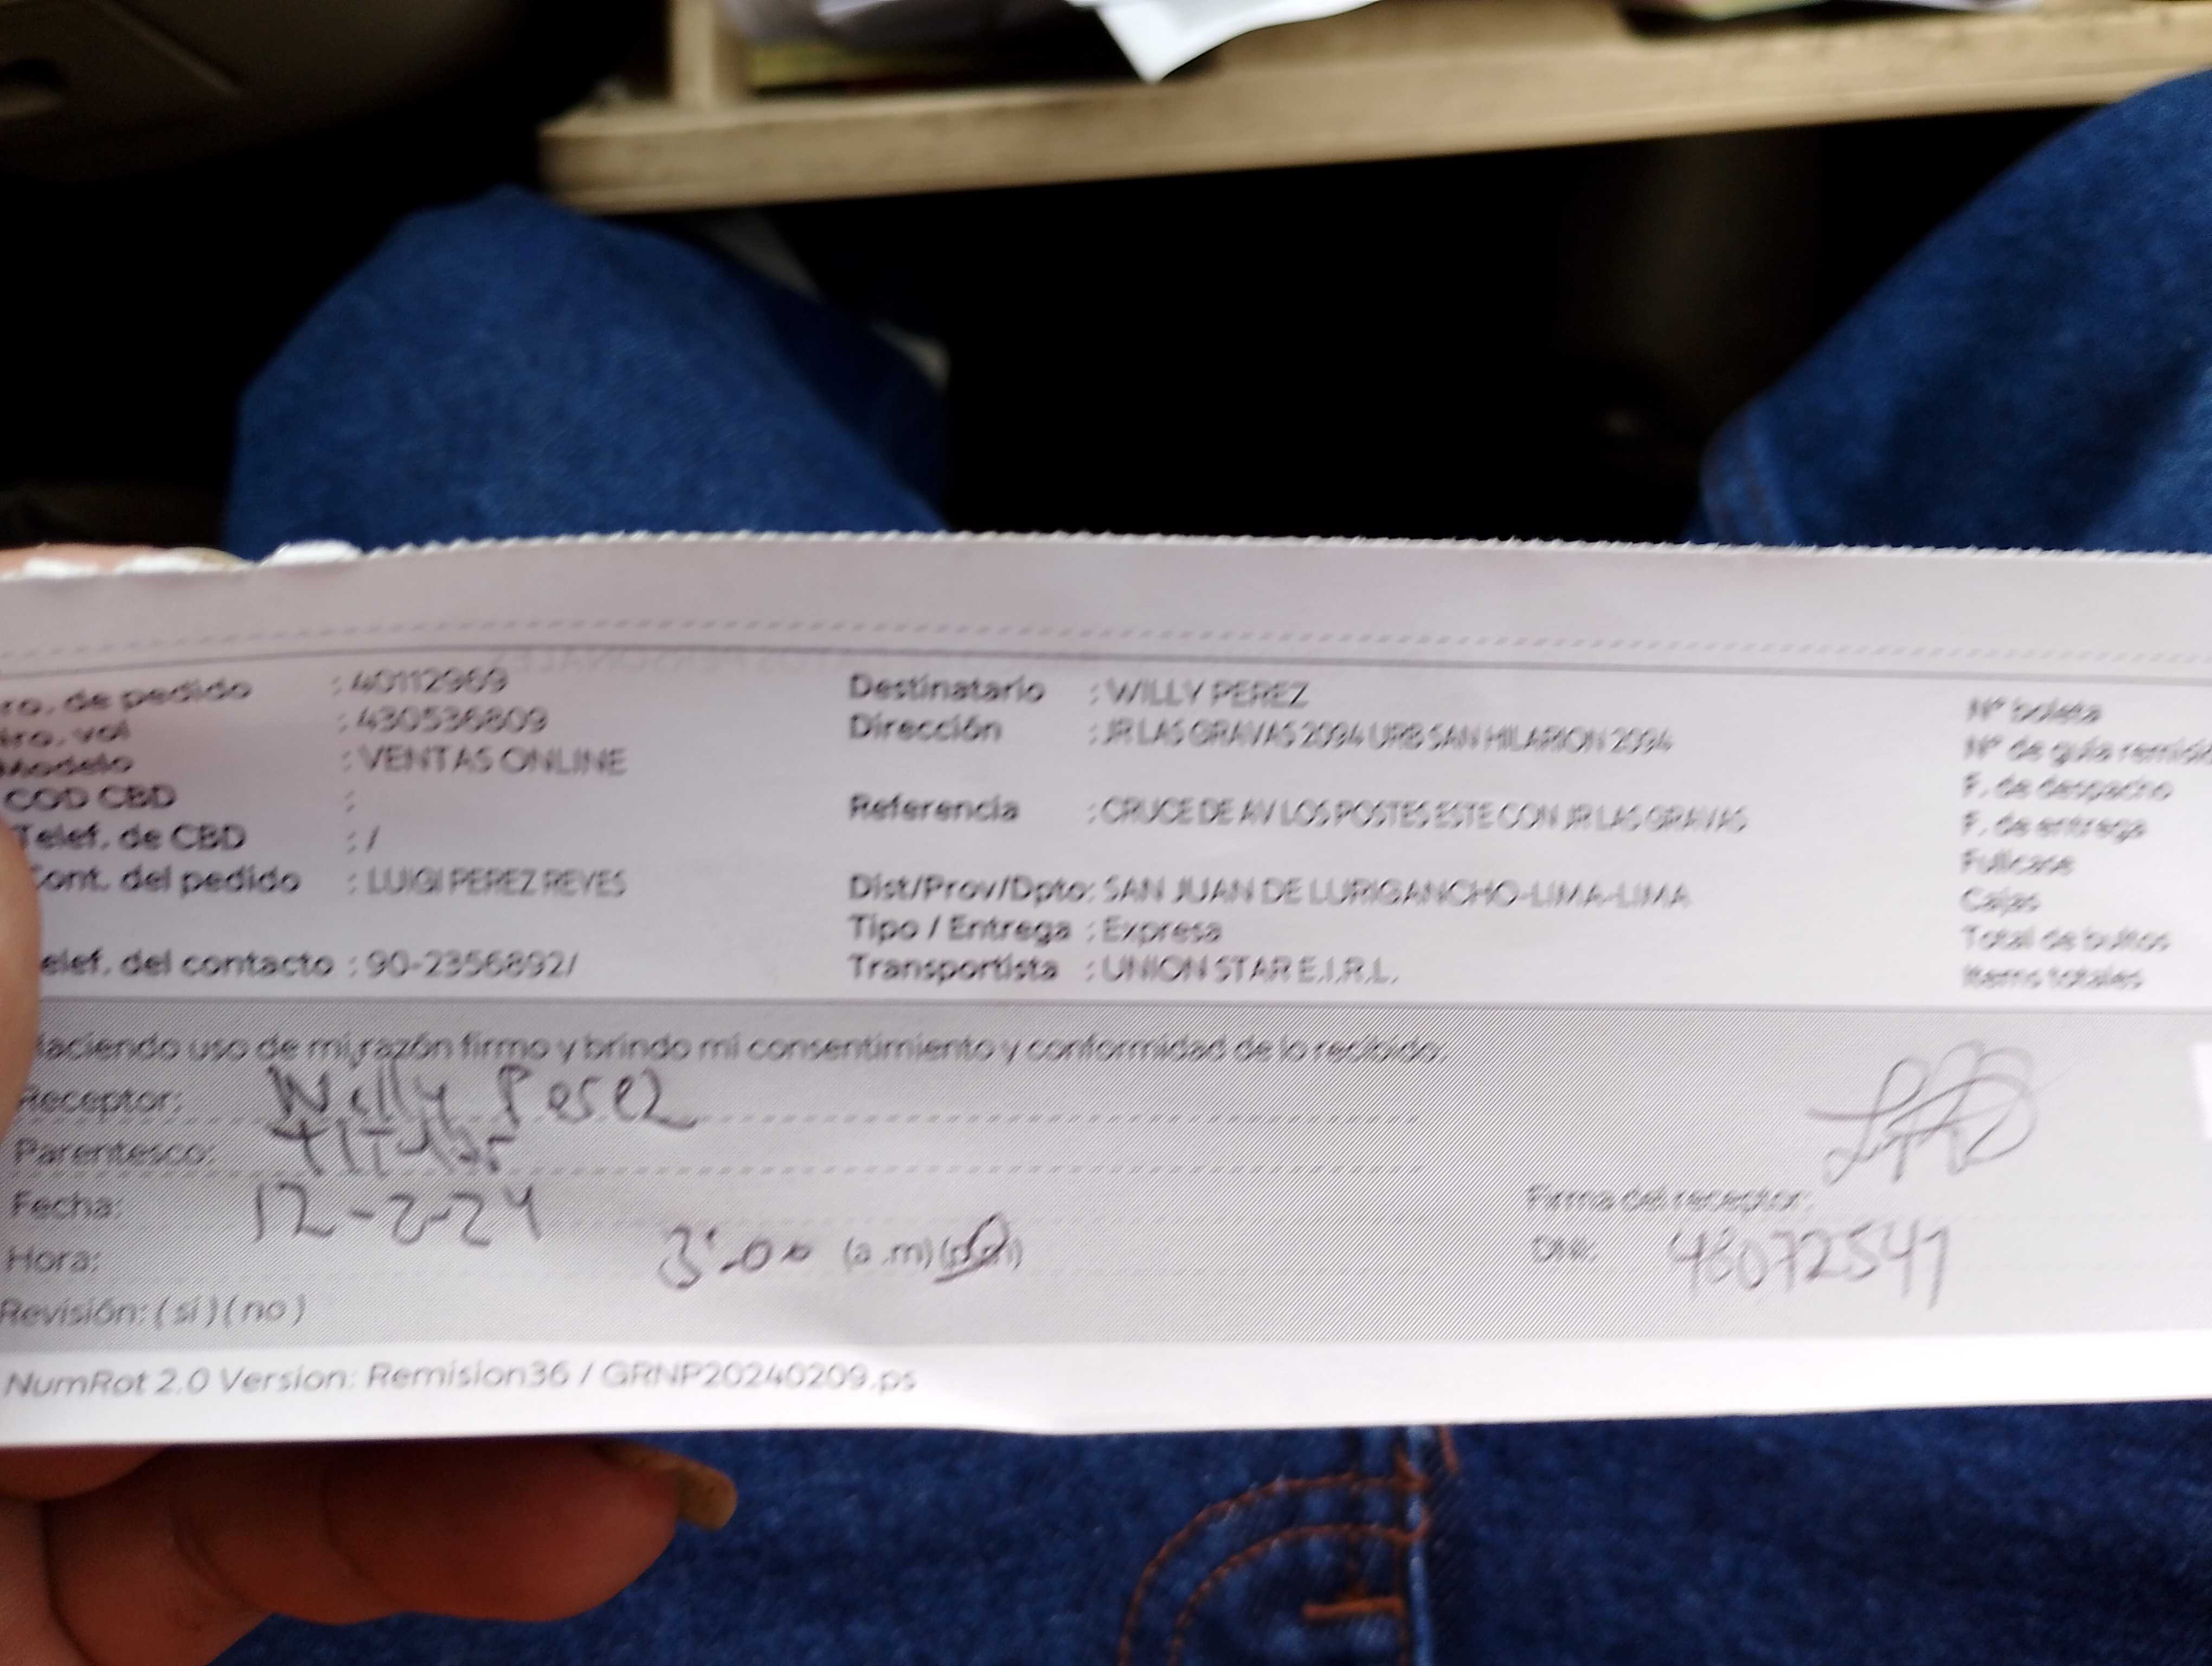 ro. de pedido : 40112969
Nro. vol : 430536809
Modelo : VENTAS ONLINE
COD CBD :
Telef. de CBD : /
Cont. del pedido : LUIGI PEREZ REYES
elef. del contacto : 90-2356892/
Destinatario : WILLY PEREZ
Dirección : JR LAS GRAVAS 2094 URB SAN HILARION 2094
Referencia : CRUCE DE AV LOS POSTES ESTE CON JR LAS GRAVAS
Dist/Prov/Dpto: SAN JUAN DE LURIGANCHO-LIMA-LIMA
Tipo / Entrega : Expresa
Transportista : UNION STAR E.I.R.L.
Nº boleta
Nº de guía remisió
F. de despacho
F. de entrega
Fullcase
Cajas
Total de bultos
Items totales
Haciendo uso de mi razón firmo y brindo mi consentimiento y conformidad de lo recibido.
Receptor: Willy Perez
Parentesco: Titular
Fecha: 12-2-24
Hora: 3:00 (a .m) (p.m)
Revisión: ( sí ) ( no )
Firma del receptor:
DNI: 48072541
NumRot 2.0 Version: Remision36 / GRNP20240209.ps